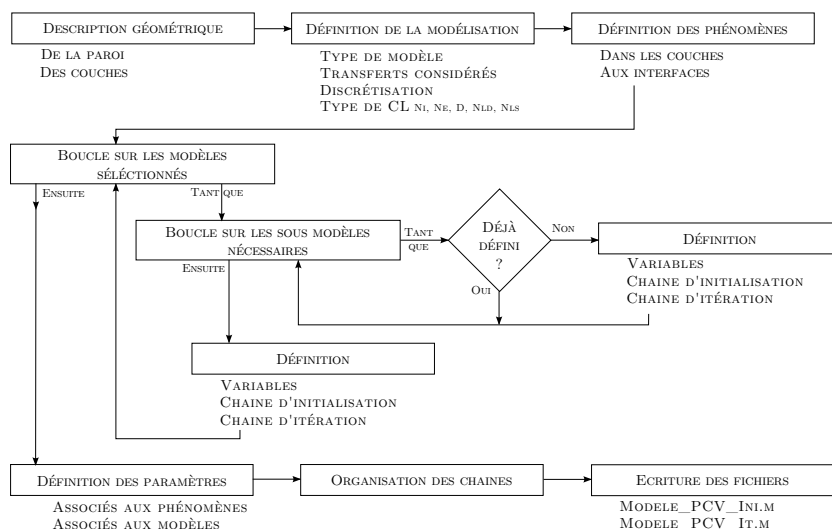 Description géométrique
De la paroi
Des couches
Définition de la modélisation
Type de modèle
Transferts considérés
Discrétisation
Type de CL Ni, Ne, D, Nld, Nls
Définition des phénomènes
Dans les couches
Aux interfaces
Boucle sur les modèles
séléctionnés
Ensuite
Tant que
Boucle sur les sous modèles
nécessaires
Ensuite
Tant
que
Déjà
défini
?
Non
Oui
Définition
Variables
Chaine d'initialisation
Chaine d'itération
Définition
Variables
Chaine d'initialisation
Chaine d'itération
Définition des paramètres
Associés aux phénomènes
Associés aux modèles
Organisation des chaines
Ecriture des fichiers
Modele_PCV_Ini.m
Modele_PCV_It.m